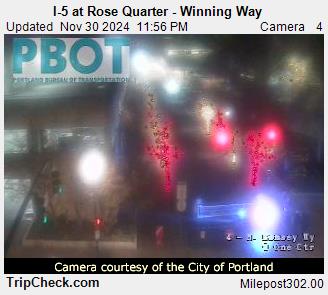 I-5 at Rose Quarter - Winning Way
Updated Nov 30 2024 11:56 PM Camera 4
PBOT
PORTLAND BUREAU OF TRANSPORTATION
Camera courtesy of the City of Portland
TripCheck.com Milepost302.00